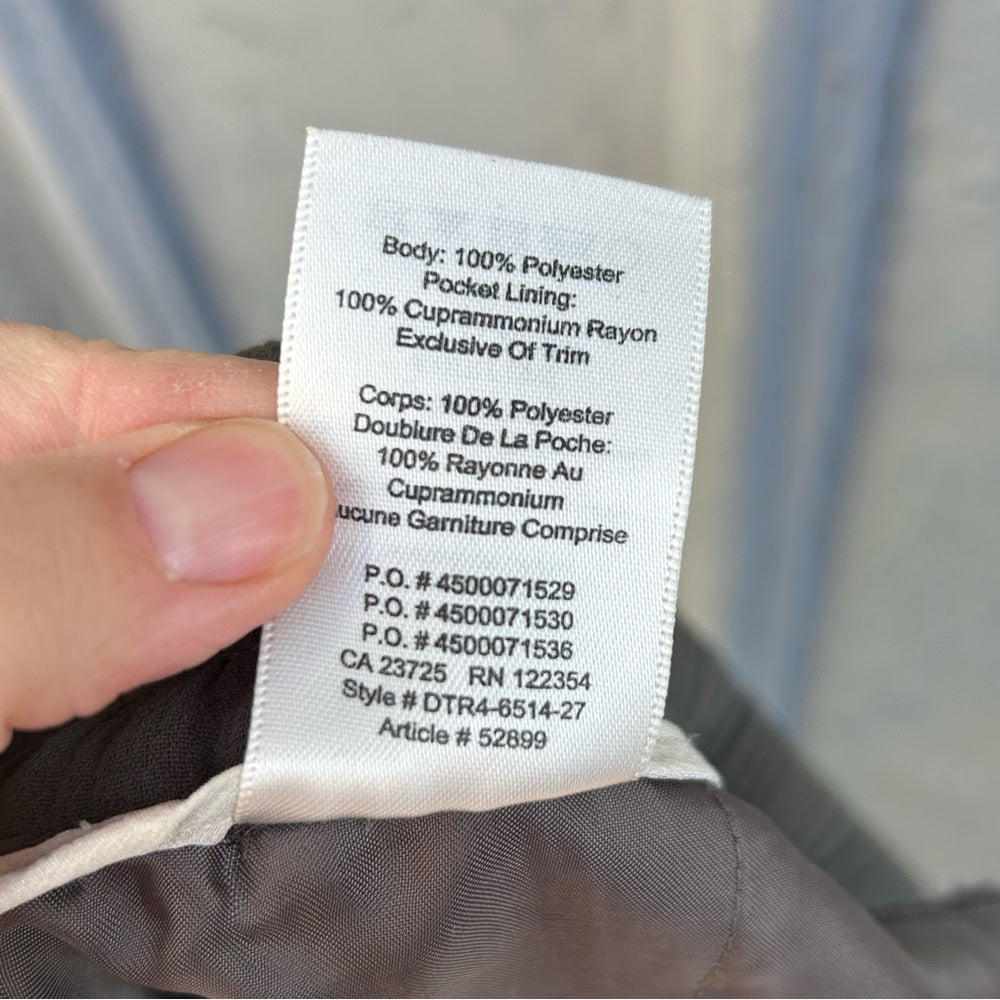 Body: 100% Polyester
Pocket Lining:
100% Cuprammonium Rayon
Exclusive Of Trim
Corps: 100% Polyester
Doublure De La Poche:
100% Rayonne Au
Cuprammonium
ucune Garniture Comprise
P.O. # 4500071529
P.O. # 4500071530
P.O. # 4500071536
CA 23725 RN 122354
Style # DTR4-6514-27
Article # 52899